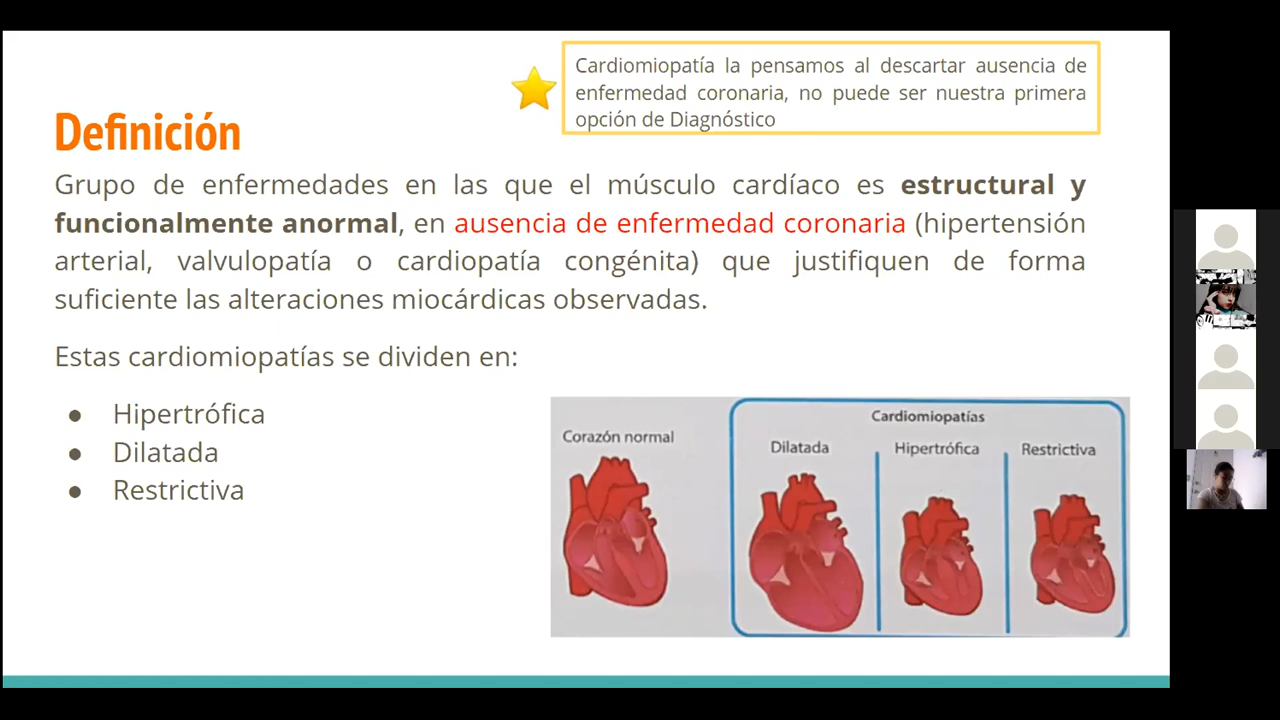 Cardiomiopatía la pensamos al descartar ausencia de
enfermedad coronaria, no puede ser nuestra primera
opción de Diagnóstico
Definición
Grupo de enfermedades en las que el músculo cardíaco es estructural y
funcionalmente anormal, en ausencia de enfermedad coronaria (hipertensión
arterial, valvulopatía o cardiopatía congénita) que justifiquen de forma
suficiente las alteraciones miocárdicas observadas.
Estas cardiomiopatías se dividen en:
● Hipertrófica
● Dilatada
● Restrictiva
Corazón normal
Cardiomiopatías
Dilatada
Hipertrófica
Restrictiva